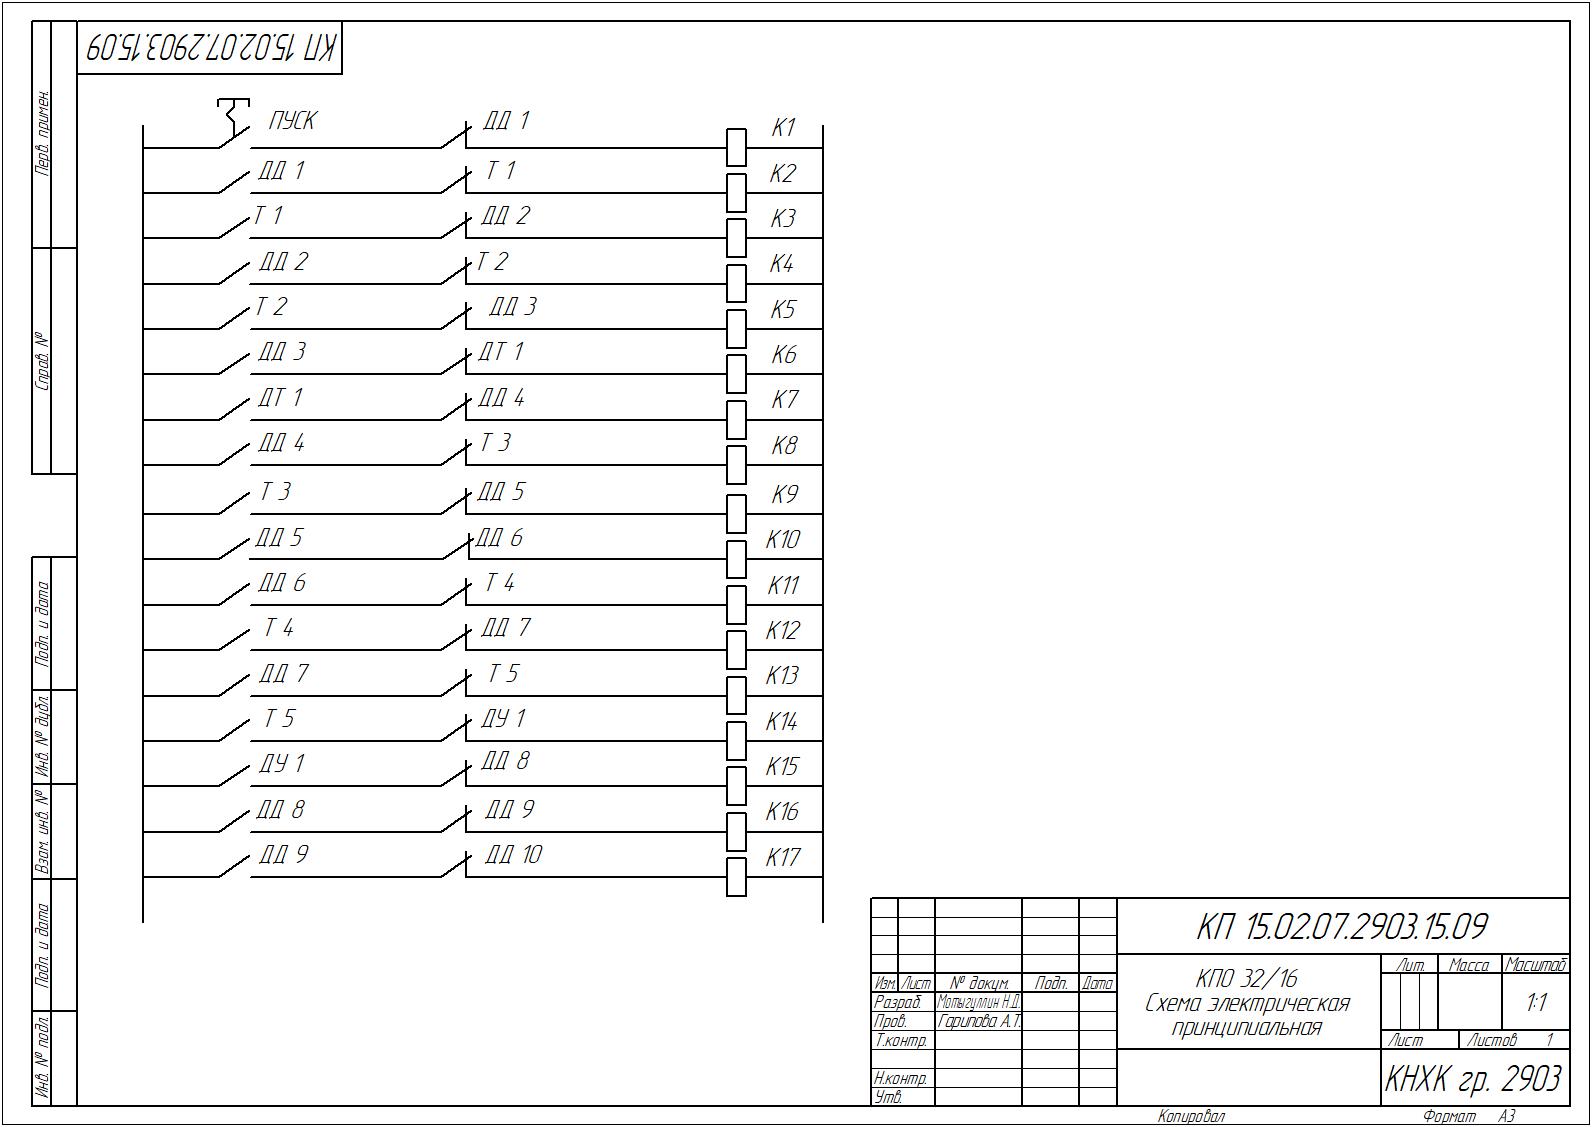 КП 15.02.07.2903.15.09
Перв. примен.
Справ. №
Подп. и дата
Инв. № дубл.
Взам. инв. №
Подп. и дата
Инв. № подл.
ПУСК ДД 1 К1
ДД 1 Т 1 К2
Т 1 ДД 2 К3
ДД 2 Т 2 К4
Т 2 ДД 3 К5
ДД 3 ДТ 1 К6
ДТ 1 ДД 4 К7
ДД 4 Т 3 К8
Т 3 ДД 5 К9
ДД 5 ДД 6 К10
ДД 6 Т 4 К11
Т 4 ДД 7 К12
ДД 7 Т 5 К13
Т 5 ДУ 1 К14
ДУ 1 ДД 8 К15
ДД 8 ДД 9 К16
ДД 9 ДД 10 К17
КП 15.02.07.2903.15.09
Изм. Лист № докум. Подп. Дата
Разраб. Мотыгуллин Н.Д.
Пров. Гарипова А.Т.
Т.контр.
Н.контр.
Утв.
КПО 32/16
Схема электрическая
принципиальная
Лит. Масса Масштаб
1:1
Лист Листов 1
КНХК гр. 2903
Копировал Формат А3